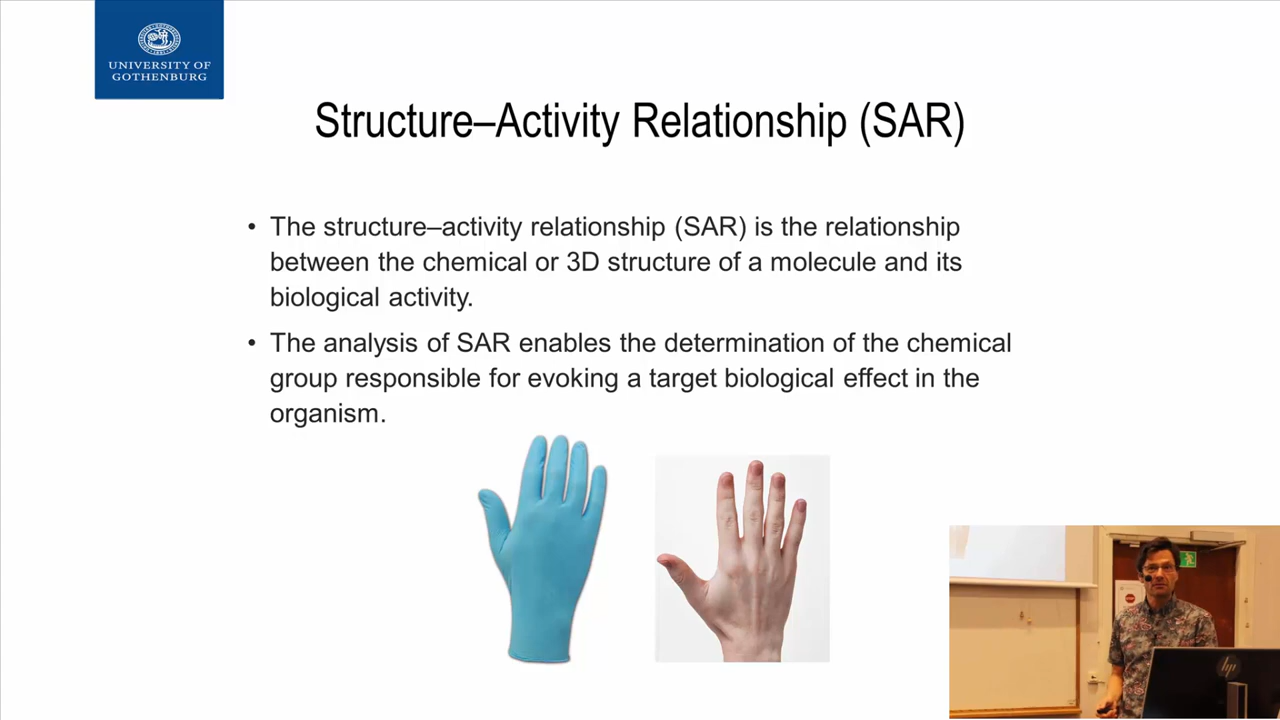 UNIVERSITY OF
GOTHENBURG
Structure–Activity Relationship (SAR)
• The structure–activity relationship (SAR) is the relationship
between the chemical or 3D structure of a molecule and its
biological activity.
• The analysis of SAR enables the determination of the chemical
group responsible for evoking a target biological effect in the
organism.
hp